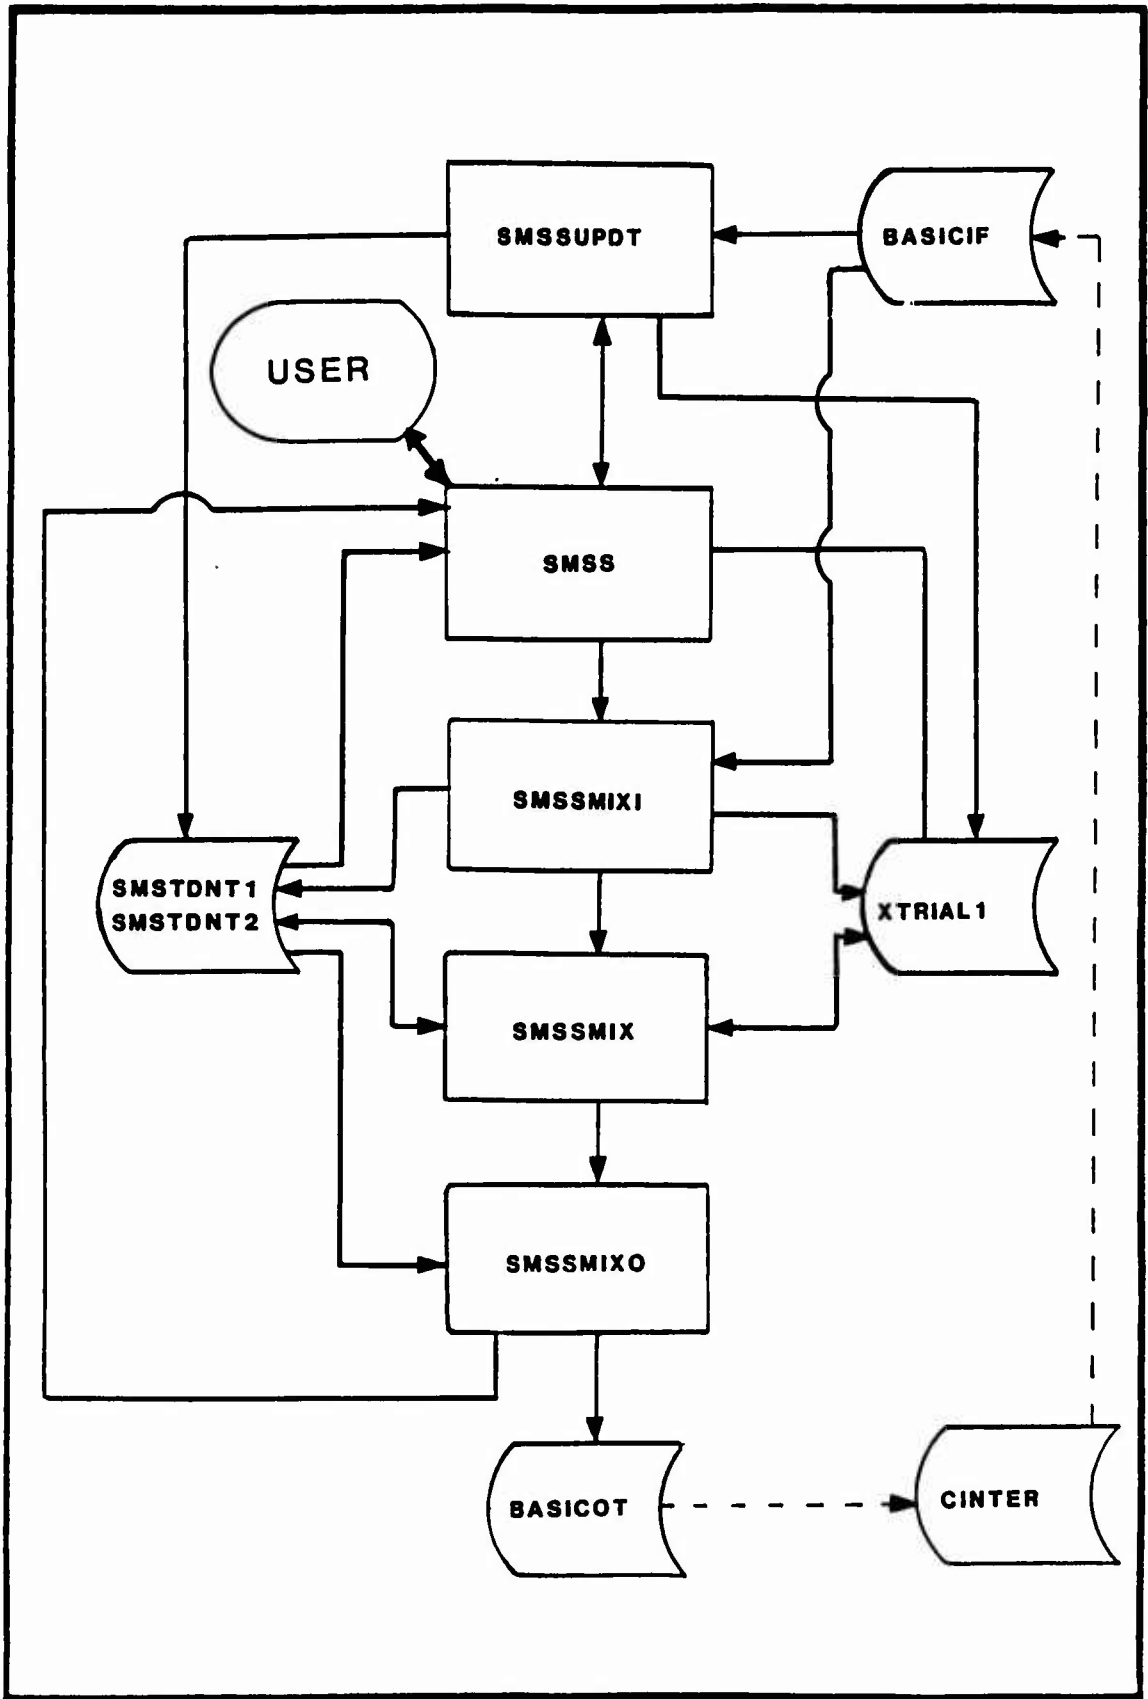 SMSSUPDT
BASICIF
USER
SMSS
SMSSMIXI
SMSTDNT1
SMSTDNT2
XTRIAL1
SMSSMIX
SMSSMIXO
BASICOT
CINTER